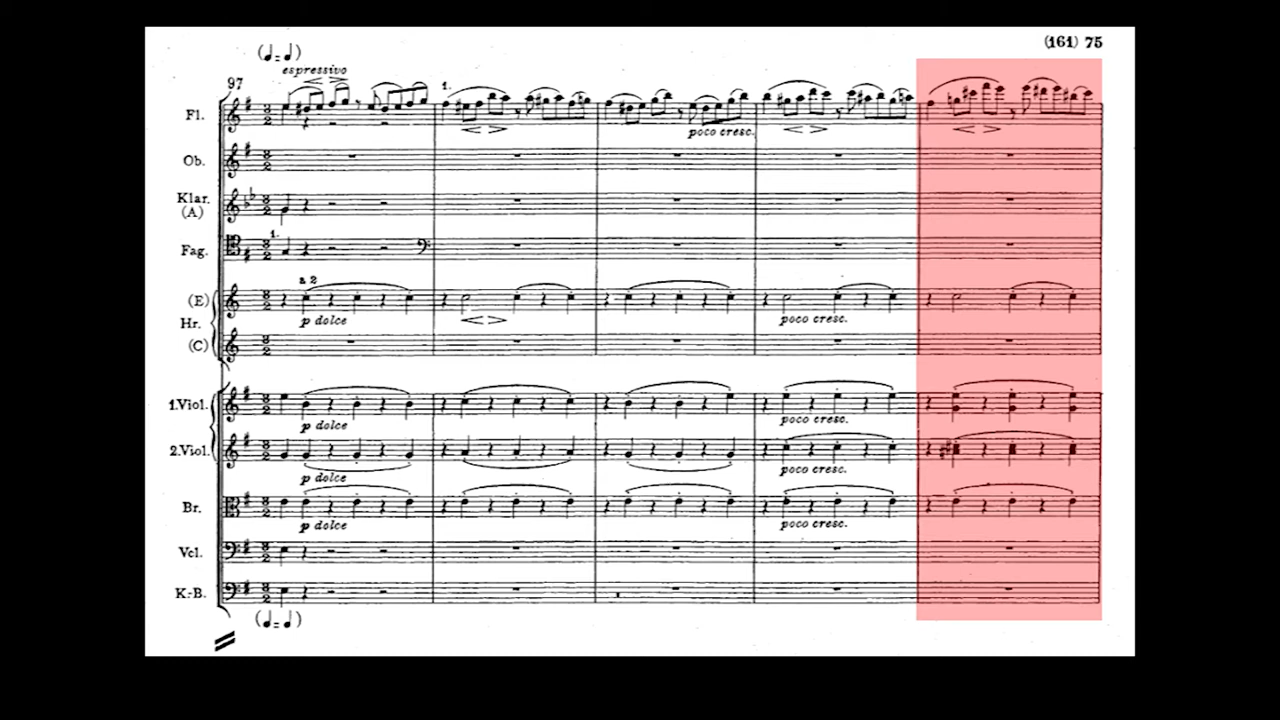 (161) 75
espressivo
97
1.
Fl.
poco cresc.
Ob.
Klar.
(A)
1.
Fag.
a 2
(E)
p dolce
poco cresc.
Hr.
(C)
1.Viol.
p dolce
poco cresc.
2.Viol.
p dolce
poco cresc.
Br.
p dolce
poco cresc.
Vcl.
K.-B.